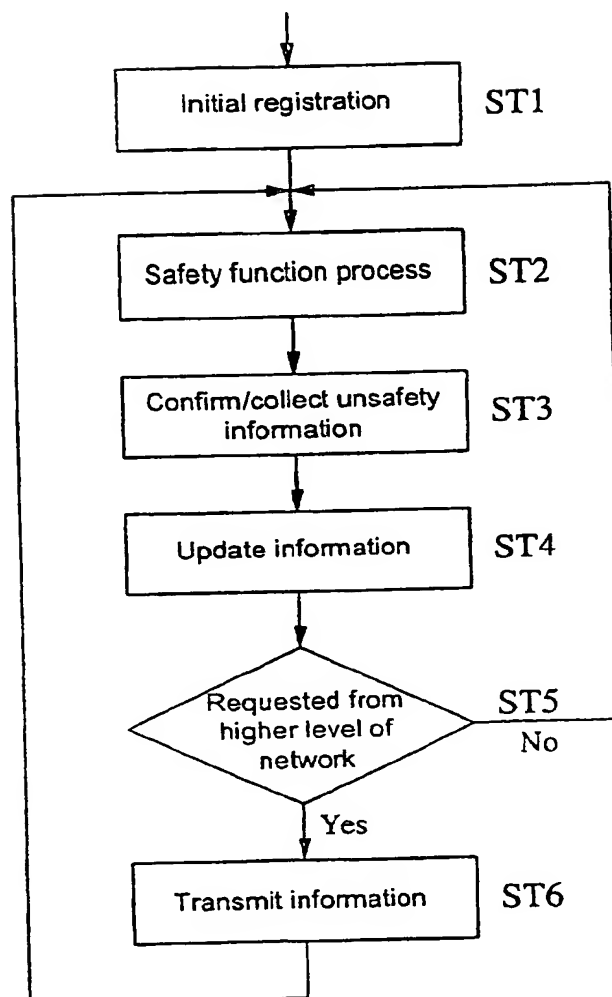 Initial registration
ST1
Safety function process
ST2
Confirm/collect unsafety
information
ST3
Update information
ST4
Requested from
higher level of
network
ST5
No
Yes
Transmit information
ST6